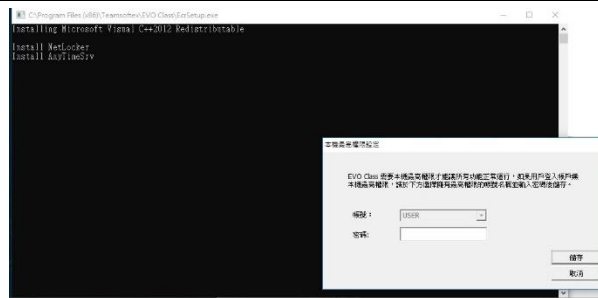 C:\Program Files (x86)\Teamsoftex\EVO Class\ForSetup.exe
Installing Microsoft Visual C++2012 Redistributable
Install NetLocker
Install AnyTimeSrv
本機最高權限設定
EVO Class 需要本機最高權限才能讓所有功能正常運行，如果用戶登入帳戶無
本機最高權限，請於下方選擇擁有最高權限的帳號名稱並輸入密碼後儲存。
帳號：
USER
密碼:
儲存
取消